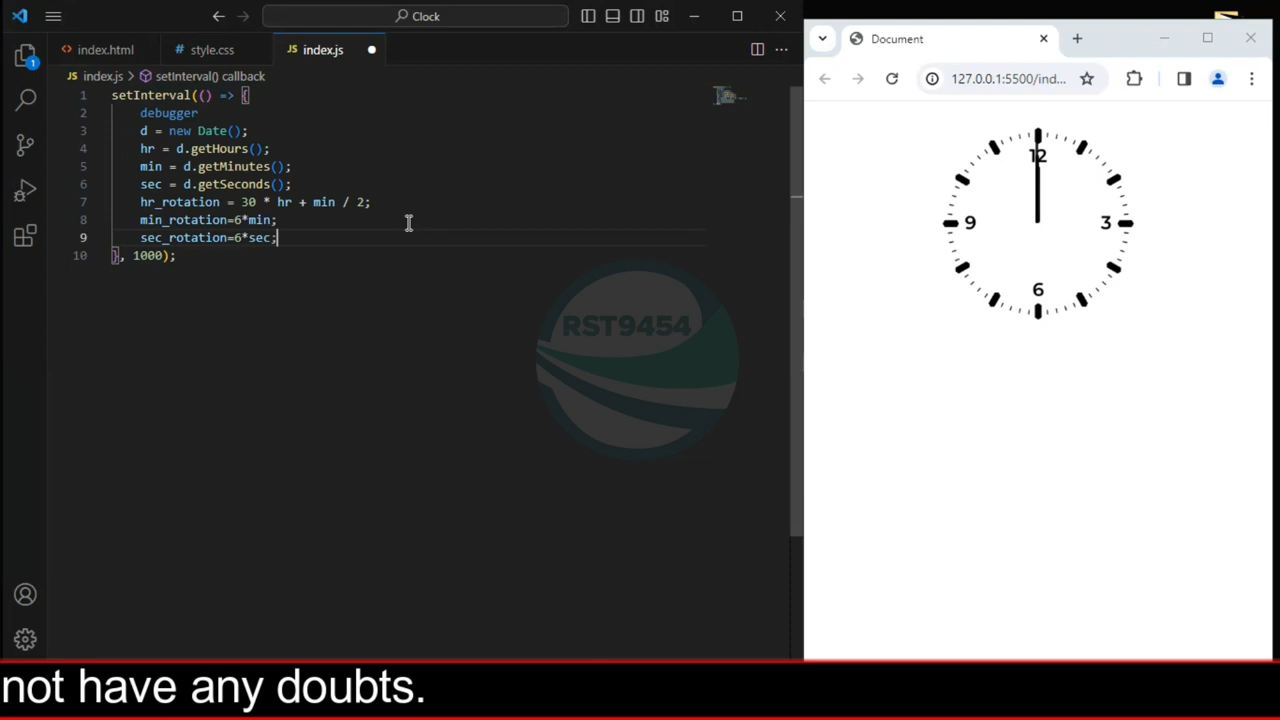 Clock
index.html
style.css
JS index.js
JS index.js > setInterval() callback
1 setInterval(() => {
2 debugger
3 d = new Date();
4 hr = d.getHours();
5 min = d.getMinutes();
6 sec = d.getSeconds();
7 hr_rotation = 30 * hr + min / 2;
8 min_rotation=6*min;
9 sec_rotation=6*sec;
10 }, 1000);
1
RST9454
Document
127.0.0.1:5500/ind...
12
9
3
6
not have any doubts.